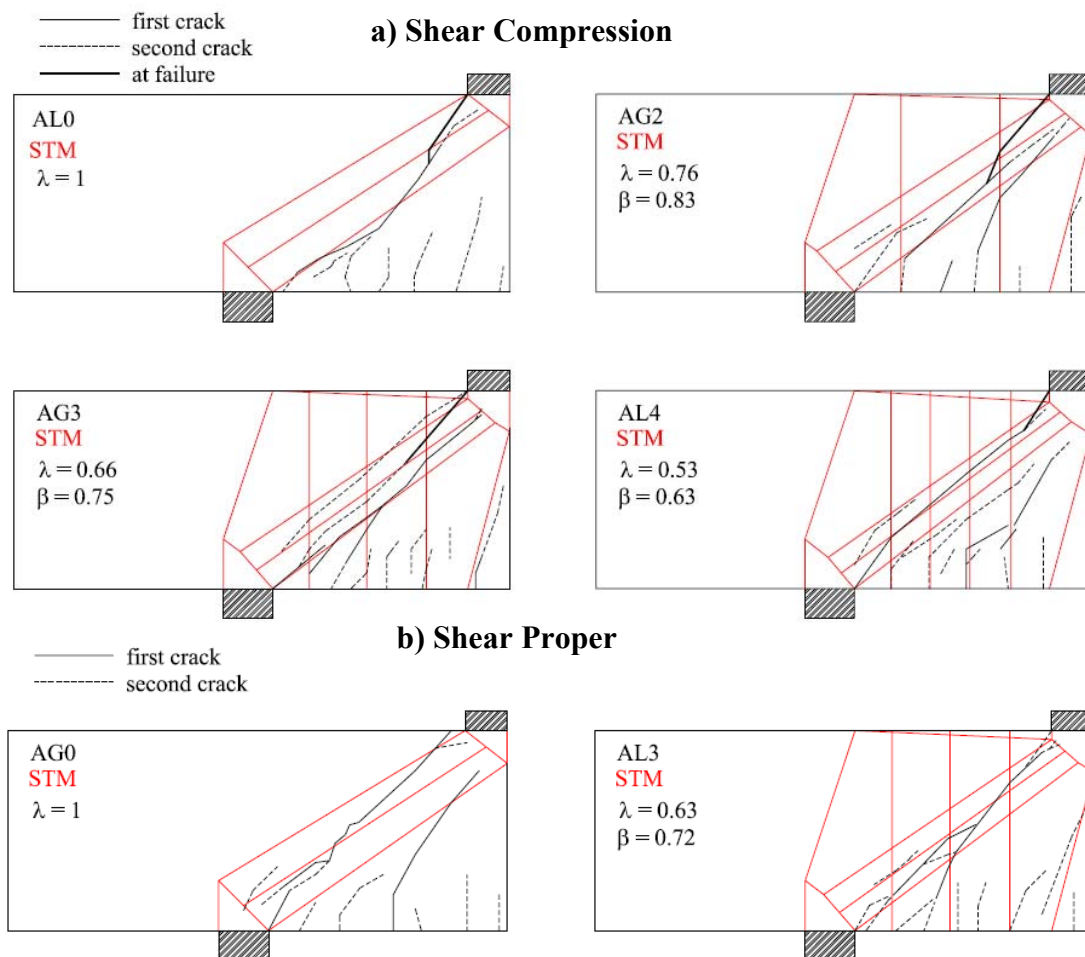 a) Shear Compression
first crack
second crack
at failure
AL0
STM
λ = 1
AG2
STM
λ = 0.76
β = 0.83
AG3
STM
λ = 0.66
β = 0.75
AL4
STM
λ = 0.53
β = 0.63
b) Shear Proper
first crack
second crack
AG0
STM
λ = 1
AL3
STM
λ = 0.63
β = 0.72